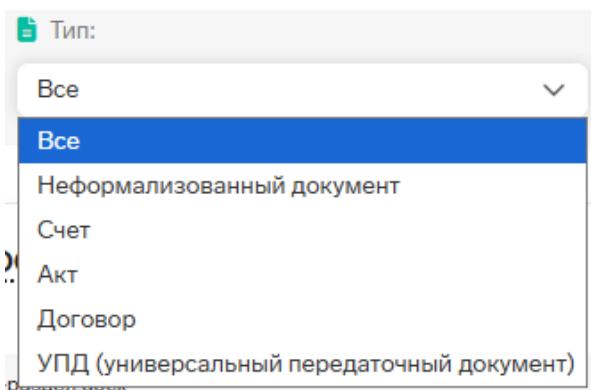 Тип:
Все
Все
Неформализованный документ
Счет
Акт
Договор
УПД (универсальный передаточный документ)